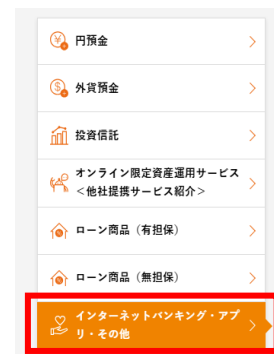 円預金
外貨預金
投資信託
オンライン限定資産運用サービス
<他社提携サービス紹介>
ローン商品（有担保）
ローン商品（無担保）
インターネットバンキング・アプ
リ・その他